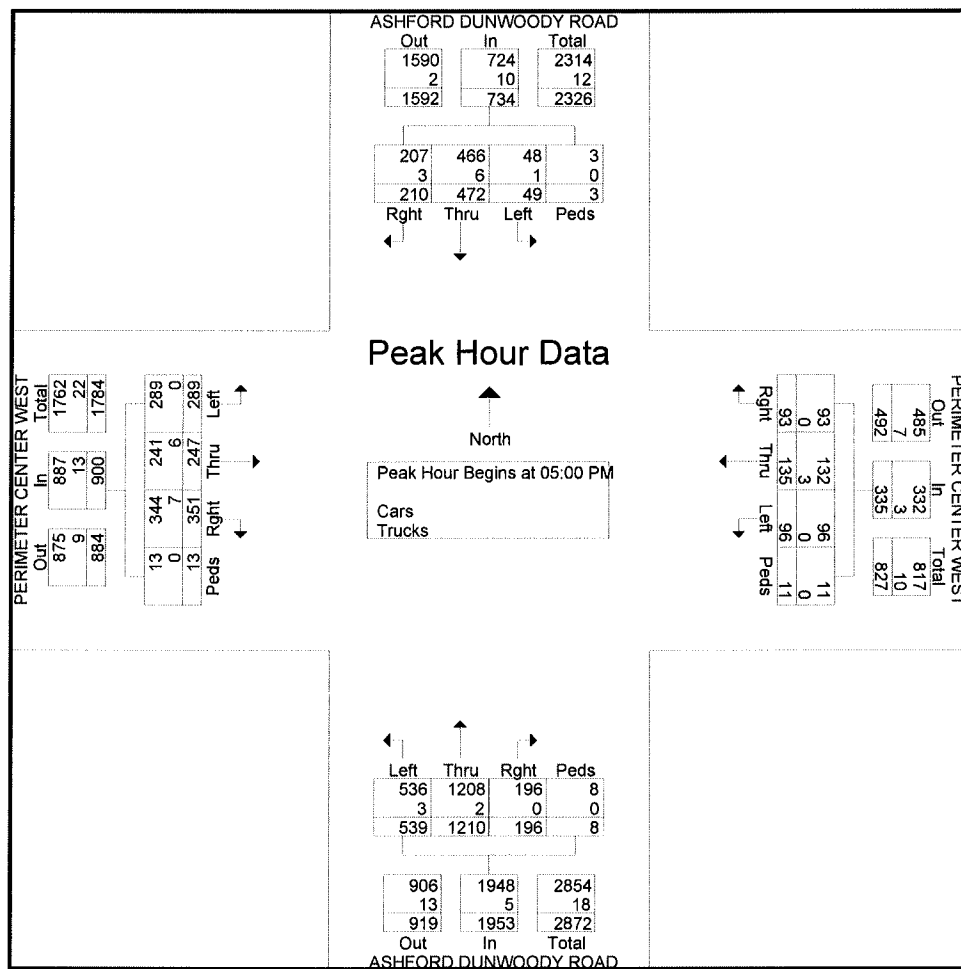 ASHFORD DUNWOODY ROAD
Out In Total
1590 724 2314
2 10 12
1592 734 2326
207 466 48 3
3 6 1 0
210 472 49 3
Rght Thru Left Peds
Peak Hour Data
North
Peak Hour Begins at 05:00 PM
Cars
Trucks
PERIMETER CENTER WEST
Out In Total
875 887 1762
9 13 22
884 900 1784
Peds Rght Thru Left
13 344 241 289
0 7 6 0
13 351 247 289
PERIMETER CENTER WEST
Out In Total
485 332 817
7 3 10
492 335 827
93 132 96 11
0 3 0 0
93 135 96 11
Rght Thru Left Peds
Left Thru Rght Peds
536 1208 196 8
3 2 0 0
539 1210 196 8
906 1948 2854
13 5 18
919 1953 2872
Out In Total
ASHFORD DUNWOODY ROAD